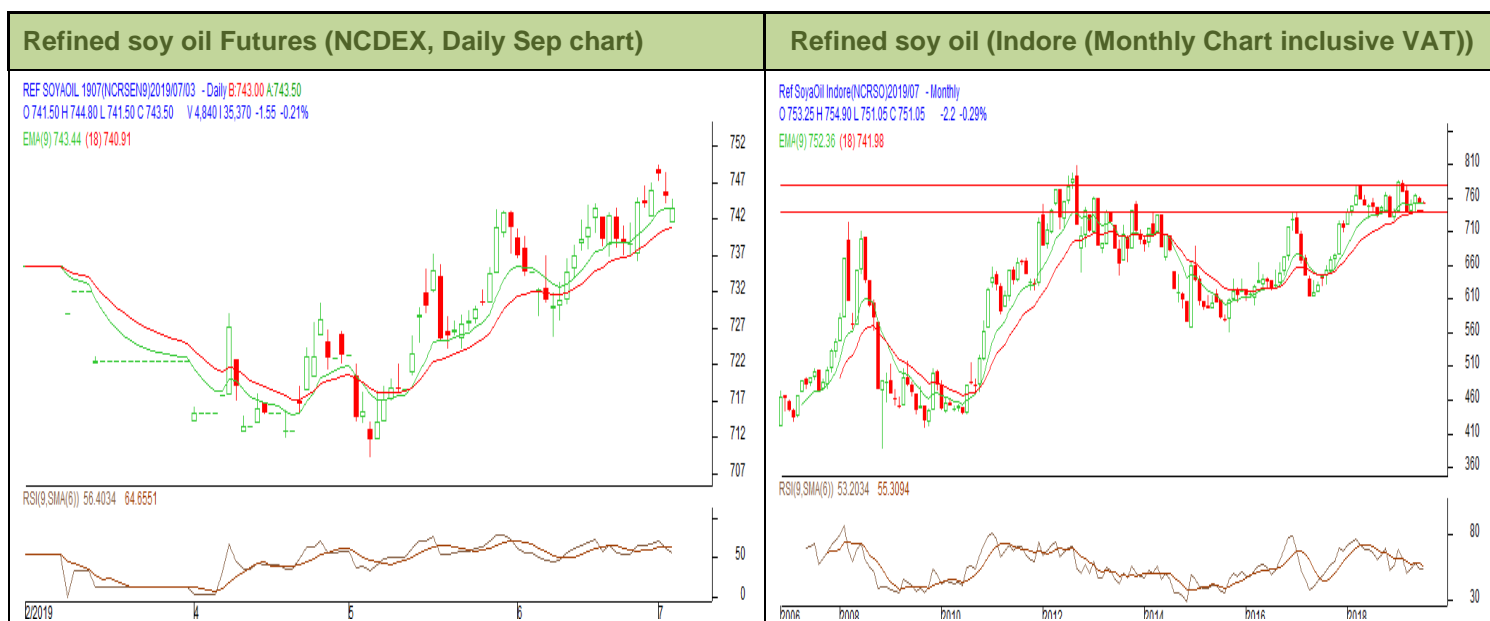 Refined soy oil Futures (NCDEX, Daily Sep chart)
REF SOYAOIL 1907(NCRSEN9)2019/07/03 - Daily B:743.00 A:743.50
O 741.50 H 744.80 L 741.50 C 743.50 V 4,840 I 35,370 -1.55 -0.21%
EMA(9) 743.44 (18) 740.91
752
747
742
737
732
727
722
717
712
707
RSI(9,SMA(6)) 56.4034 64.6551
50
0
2/2019 4 5 6 7
Refined soy oil (Indore (Monthly Chart inclusive VAT))
Ref SoyaOil Indore(NCRSO)2019/07 - Monthly
O 753.25 H 754.90 L 751.05 C 751.05 -2.2 -0.29%
EMA(9) 752.36 (18) 741.98
810
760
710
660
610
560
510
460
410
360
RSI(9,SMA(6)) 53.2034 55.3094
80
30
2006 2008 2010 2012 2014 2016 2018